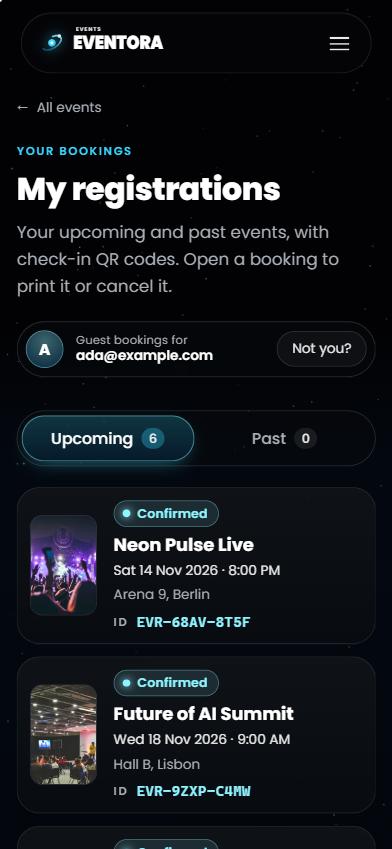 EVENTS
EVENTORA
← All events
YOUR BOOKINGS
My registrations
Your upcoming and past events, with
check-in QR codes. Open a booking to
print it or cancel it.
A
Guest bookings for
ada@example.com
Not you?
Upcoming 6
Past 0
Confirmed
Neon Pulse Live
Sat 14 Nov 2026 · 8:00 PM
Arena 9, Berlin
ID EVR-68AV-8T5F
Confirmed
Future of AI Summit
Wed 18 Nov 2026 · 9:00 AM
Hall B, Lisbon
ID EVR-9ZXP-C4MW
Confirmed